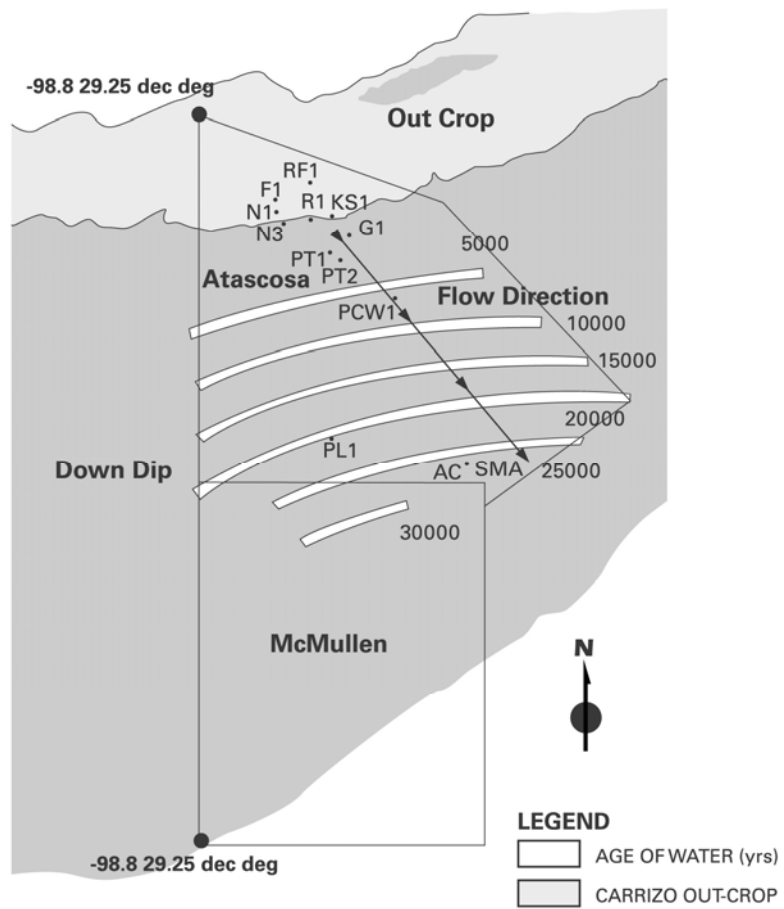 -98.8 29.25 dec deg
Out Crop
RF1
F1
N1
R1 KS1
N3
G1
PT1
PT2
5000
Atascosa
Flow Direction
PCW1
10000
15000
20000
PL1
Down Dip
AC SMA
25000
30000
McMullen
N
-98.8 29.25 dec deg
LEGEND
AGE OF WATER (yrs)
CARRIZO OUT-CROP